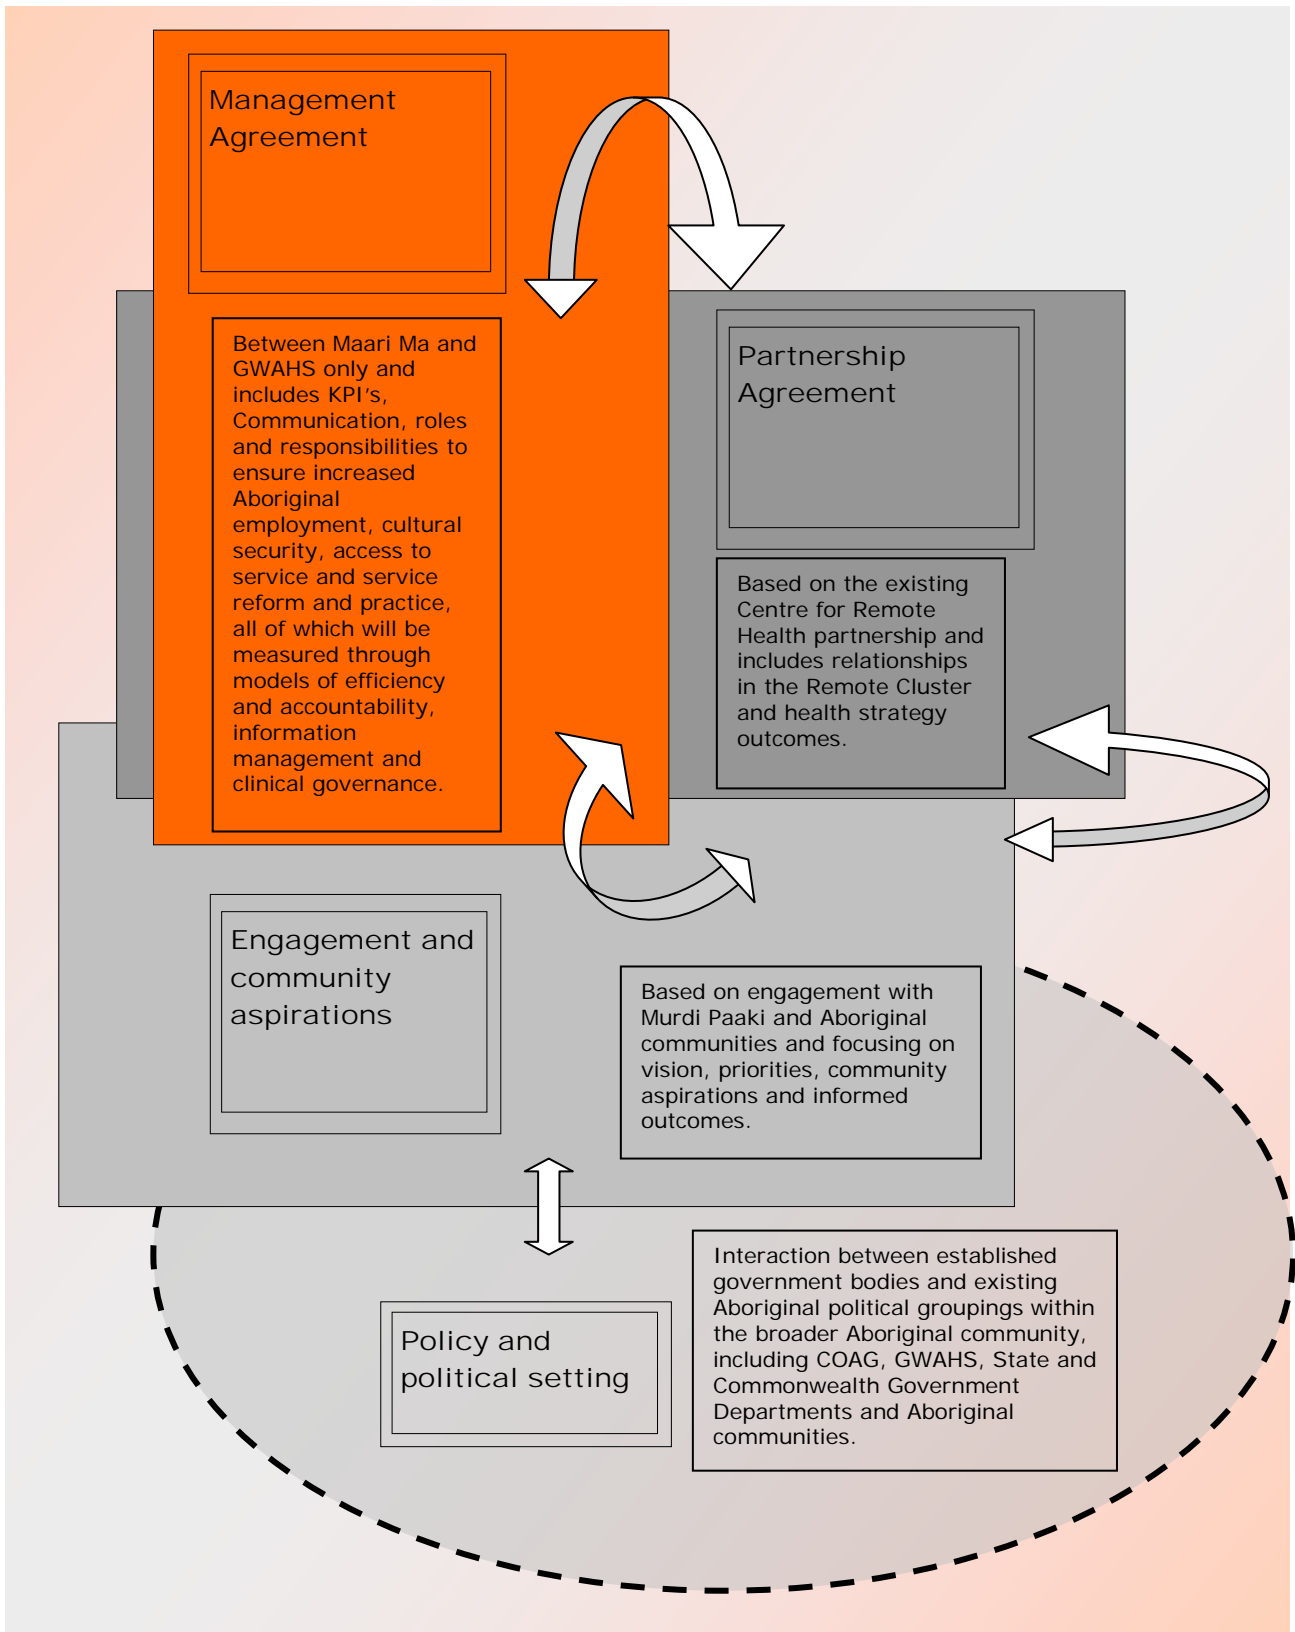 Management
Agreement
Between Maari Ma and
GWAHS only and
includes KPI's,
Communication, roles
and responsibilities to
ensure increased
Aboriginal
employment, cultural
security, access to
service and service
reform and practice,
all of which will be
measured through
models of efficiency
and accountability,
information
management and
clinical governance.
Partnership
Agreement
Based on the existing
Centre for Remote
Health partnership and
includes relationships
in the Remote Cluster
and health strategy
outcomes.
Engagement and
community
aspirations
Based on engagement with
Murdi Paaki and Aboriginal
communities and focusing on
vision, priorities, community
aspirations and informed
outcomes.
Policy and
political setting
Interaction between established
government bodies and existing
Aboriginal political groupings within
the broader Aboriginal community,
including COAG, GWAHS, State and
Commonwealth Government
Departments and Aboriginal
communities.